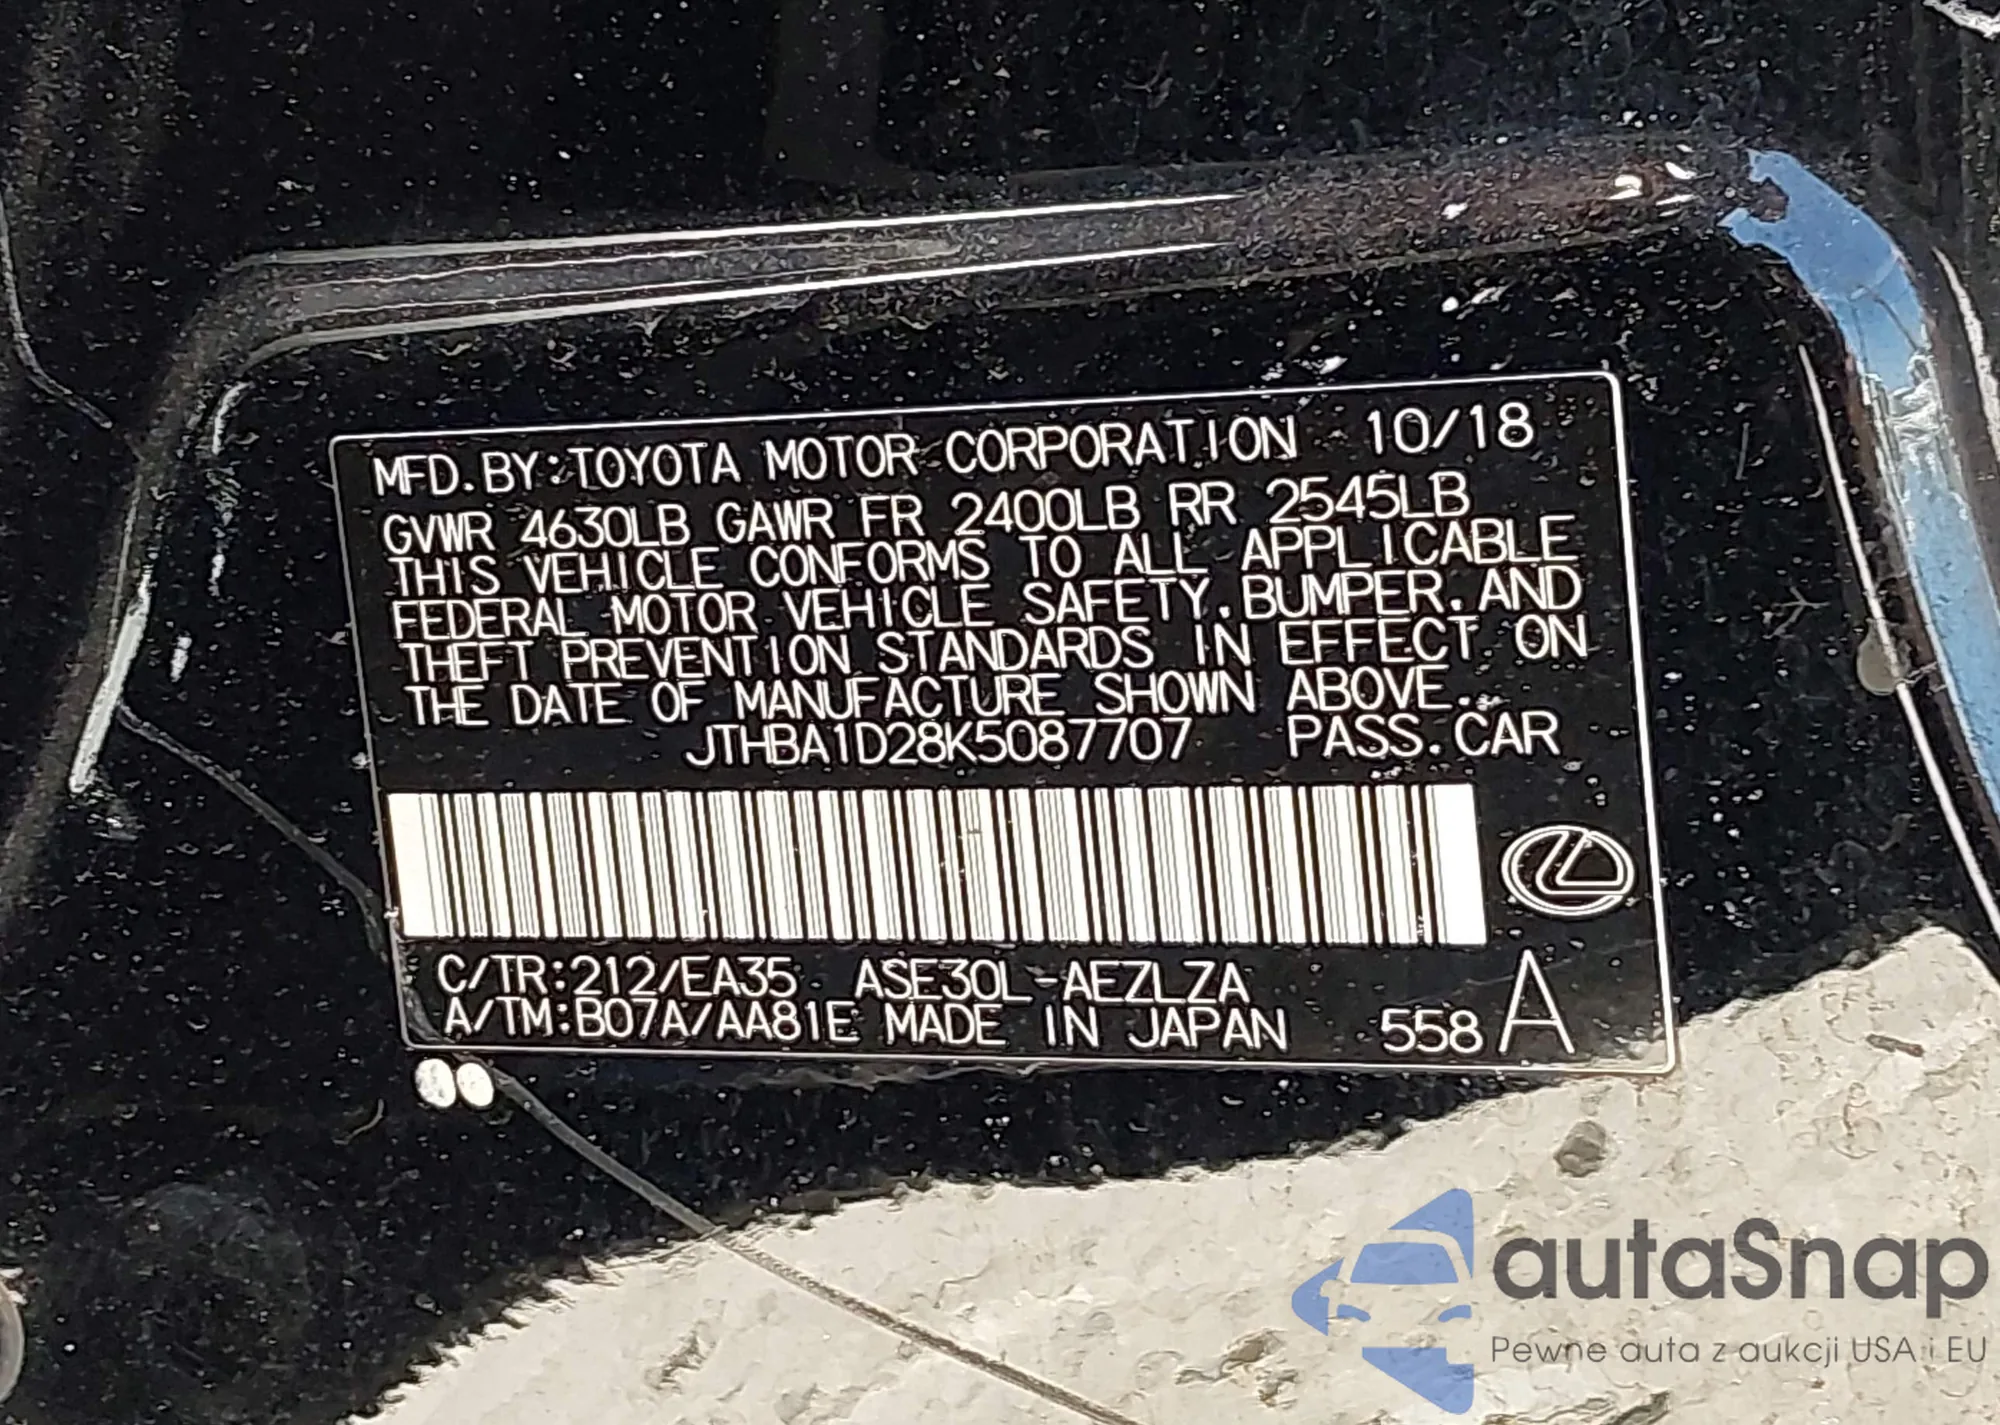 MFD.BY:TOYOTA MOTOR CORPORATION 10/18
GVWR 4630LB GAWR FR 2400LB RR 2545LB
THIS VEHICLE CONFORMS TO ALL APPLICABLE
FEDERAL MOTOR VEHICLE SAFETY,BUMPER,AND
THEFT PREVENTION STANDARDS IN EFFECT ON
THE DATE OF MANUFACTURE SHOWN ABOVE.
JTHBA1D28K5087707 PASS.CAR
C/TR:212/EA35 ASE30L-AEZLZA
A/TM:B07A/AA81E MADE IN JAPAN 558 A
autaSnap
Pewne auta z aukcji USA i EU